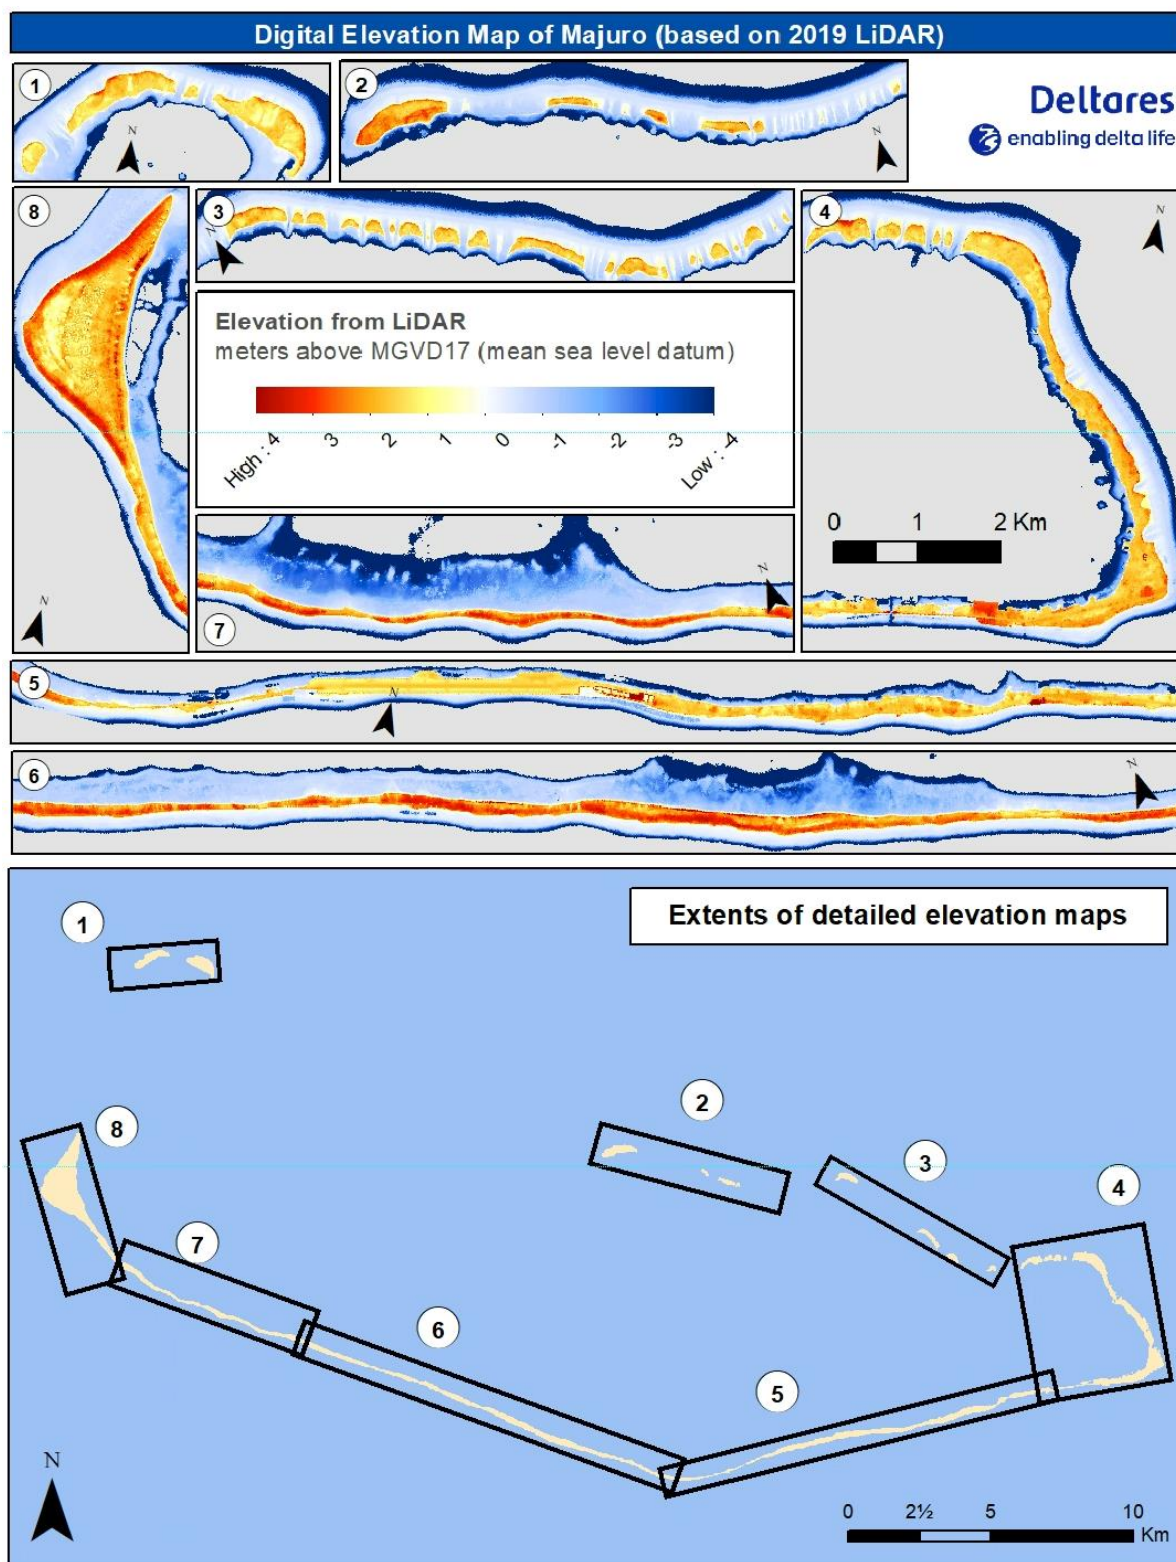 Digital Elevation Map of Majuro (based on 2019 LiDAR)
1
N
2
N
Deltares
enabling delta life
8
N
3
N
4
N
Elevation from LiDAR
meters above MGVD17 (mean sea level datum)
High : 4
3
2
1
0
-1
-2
-3
Low : -4
0 1 2 Km
7
N
5
N
6
N
Extents of detailed elevation maps
1
2
3
4
8
7
6
5
N
0 2½ 5 10
Km